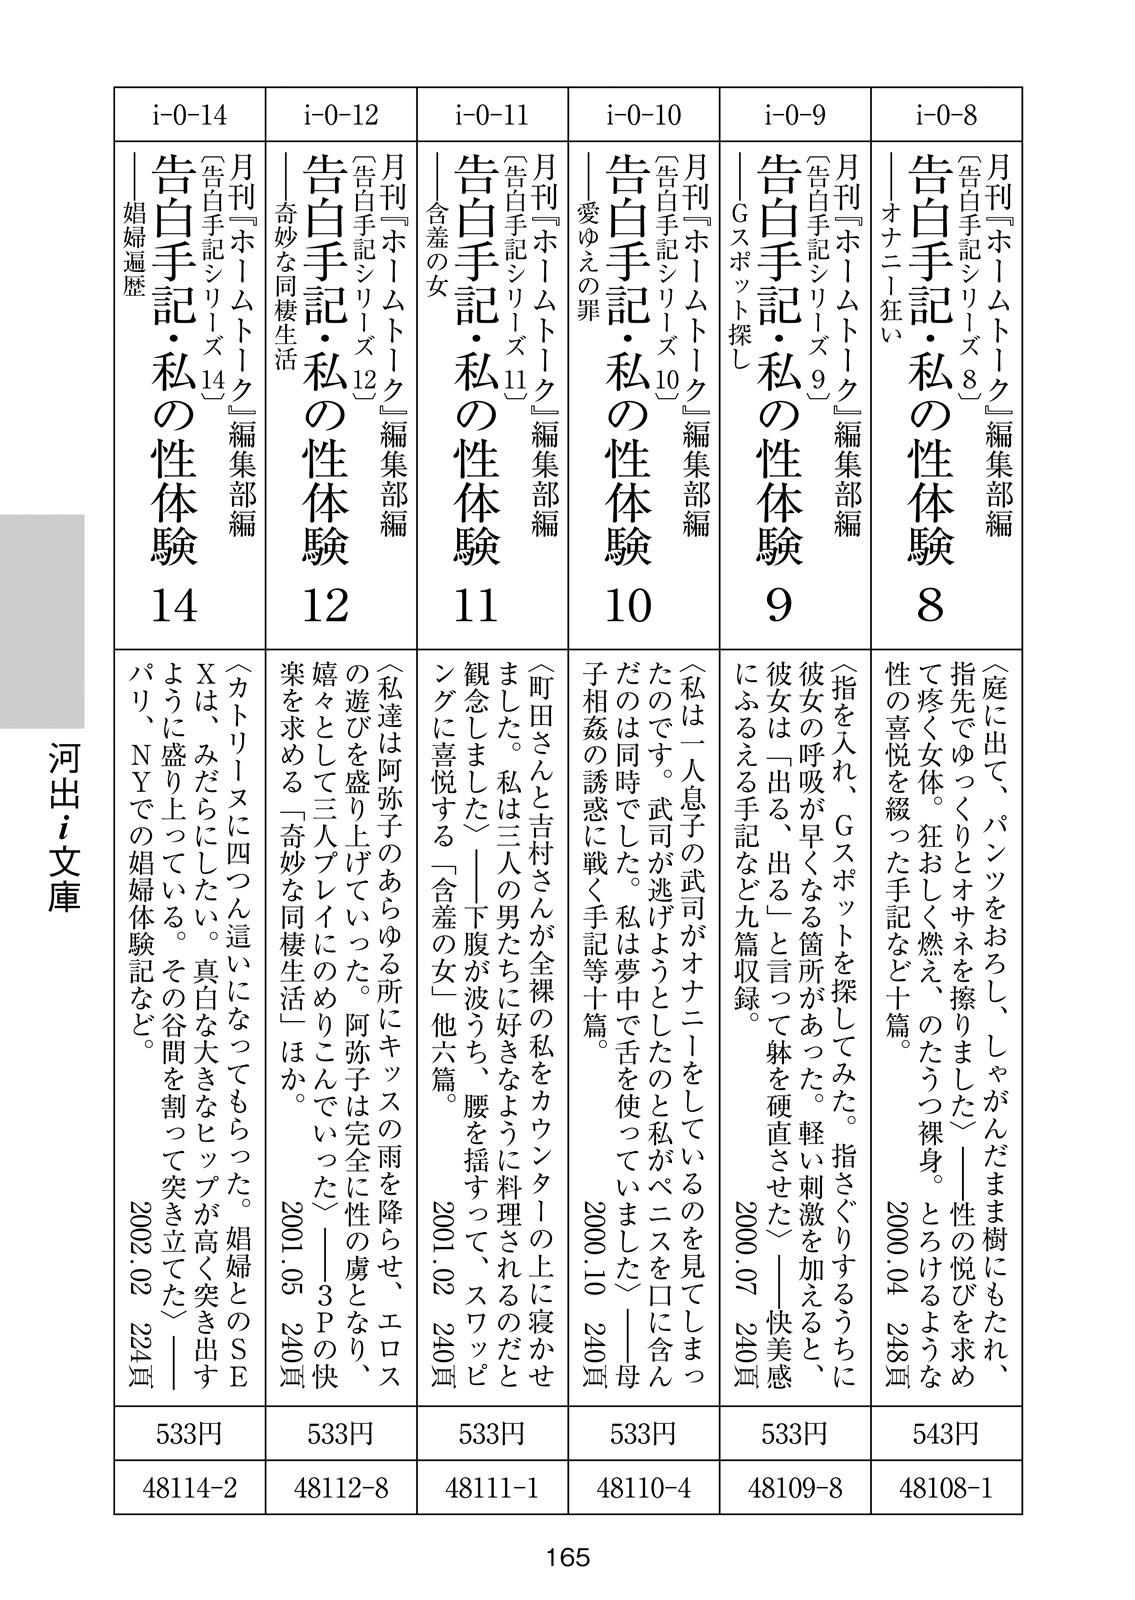 i-0-8
月刊『ホームトーク』編集部編
〔告白手記シリーズ 8〕
告白手記・私の性体験 8
――オナニー狂い
〈庭に出て、パンツをおろし、しゃがんだまま樹にもたれ、
指先でゆっくりとオサネを擦りました〉――性の悦びを求め
て疼く女体。狂おしく燃え、のたうつ裸身。とろけるような
性の喜悦を綴った手記など十篇。 2000.04 248頁
543円
48108-1
i-0-9
月刊『ホームトーク』編集部編
〔告白手記シリーズ 9〕
告白手記・私の性体験 9
――Gスポット探し
〈指を入れ、Gスポットを探してみた。指さぐりするうちに
彼女の呼吸が早くなる箇所があった。軽い刺激を加えると、
彼女は「出る、出る」と言って躰を硬直させた〉――快美感
にふるえる手記など九篇収録。 2000.07 240頁
533円
48109-8
i-0-10
月刊『ホームトーク』編集部編
〔告白手記シリーズ 10〕
告白手記・私の性体験 10
――愛ゆえの罪
〈私は一人息子の武司がオナニーをしているのを見てしまっ
たのです。武司が逃げようとしたのと私がペニスを口に含ん
だのは同時でした。私は夢中で舌を使っていました〉――母
子相姦の誘惑に戦く手記等十篇。 2000.10 240頁
533円
48110-4
i-0-11
月刊『ホームトーク』編集部編
〔告白手記シリーズ 11〕
告白手記・私の性体験 11
――含羞の女
〈町田さんと吉村さんが全裸の私をカウンターの上に寝かせ
ました。私は三人の男たちに好きなように料理されるのだと
観念しました〉――下腹が波うち、腰を揺すって、スワッピ
ングに喜悦する「含羞の女」他六篇。 2001.02 240頁
533円
48111-1
i-0-12
月刊『ホームトーク』編集部編
〔告白手記シリーズ 12〕
告白手記・私の性体験 12
――奇妙な同棲生活
〈私達は阿弥子のあらゆる所にキッスの雨を降らせ、エロス
の遊びを盛り上げていった。阿弥子は完全に性の虜となり、
嬉々として三人プレイにのめりこんでいった〉――3Pの快
楽を求める「奇妙な同棲生活」ほか。 2001.05 240頁
533円
48112-8
i-0-14
月刊『ホームトーク』編集部編
〔告白手記シリーズ 14〕
告白手記・私の性体験 14
――娼婦遍歴
〈カトリーヌに四つん這いになってもらった。娼婦とのSE
Xは、みだらにしたい。真白な大きなヒップが高く突き出す
ように盛り上っている。その谷間を割って突き立てた〉――
パリ、NYでの娼婦体験記など。 2002.02 224頁
533円
48114-2
河出i文庫
165